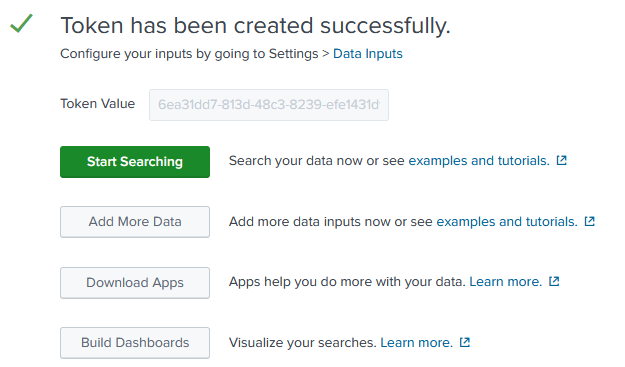 Token has been created successfully.
Configure your inputs by going to Settings > Data Inputs
Token Value 6ea31dd7-813d-48c3-8239-efe1431d
Start Searching Search your data now or see examples and tutorials.
Add More Data Add more data inputs now or see examples and tutorials.
Download Apps Apps help you do more with your data. Learn more.
Build Dashboards Visualize your searches. Learn more.